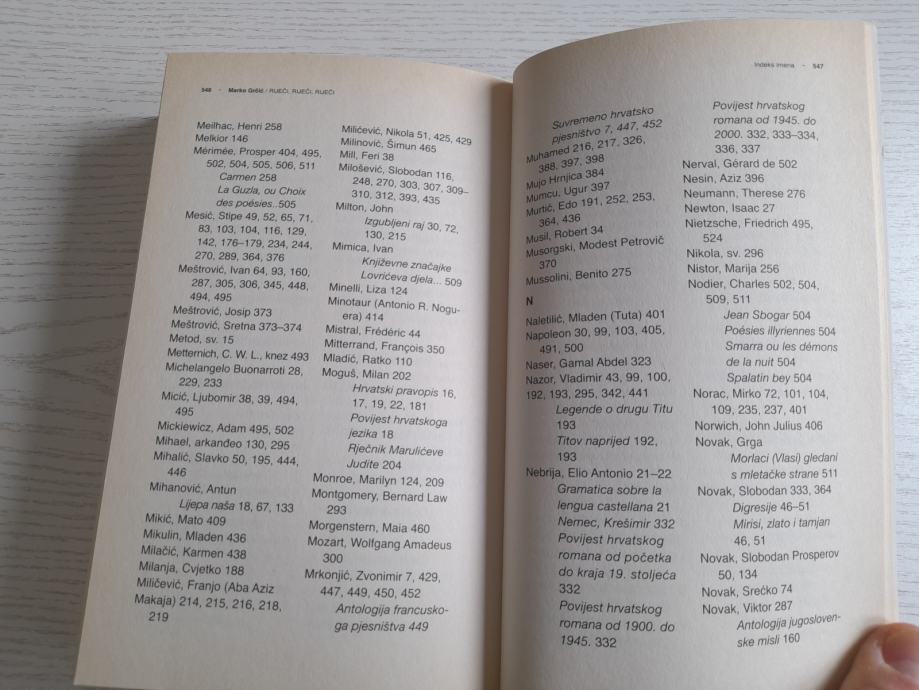 546 • Marko Grčić / RIJEČI, RIJEČI, RIJEČI
Meilhac, Henri 258
Melkior 146
Mérimée, Prosper 404, 495,
502, 504, 505, 506, 511
Carmen 258
La Guzla, ou Choix
des poésies..505
Mesić, Stipe 49, 52, 65, 71,
83, 103, 104, 116, 129,
142, 176–179, 234, 244,
270, 289, 364, 376
Meštrović, Ivan 64, 93, 160,
287, 305, 306, 345, 448,
494, 495
Meštrović, Josip 373
Meštrović, Sretna 373–374
Metod, sv. 15
Metternich, C. W. L., knez 493
Michelangelo Buonarroti 28,
229, 233
Micić, Ljubomir 38, 39, 494,
495
Mickiewicz, Adam 495, 502
Mihael, arkanđeo 130, 295
Mihalić, Slavko 50, 195, 444,
446
Mihanović, Antun
Lijepa naša 18, 67, 133
Mikić, Mato 409
Mikulin, Mladen 436
Milačić, Karmen 438
Milanja, Cvjetko 188
Miličević, Franjo (Aba Aziz
Makaja) 214, 215, 216, 218,
219
Milićević, Nikola 51, 425, 429
Milinović, Šimun 465
Mill, Feri 38
Milošević, Slobodan 116,
248, 270, 303, 307, 309–
310, 312, 393, 435
Milton, John
Izgubljeni raj 30, 72,
130, 215
Mimica, Ivan
Književne značajke
Lovrićeva djela... 509
Minelli, Liza 124
Minotaur (Antonio R. Nogu-
era) 414
Mistral, Frédéric 44
Mitterrand, François 350
Mladić, Ratko 110
Moguš, Milan 202
Hrvatski pravopis 16,
17, 19, 22, 181
Povijest hrvatskoga
jezika 18
Rječnik Marulićeve
Judite 204
Monroe, Marilyn 124, 209
Montgomery, Bernard Law
293
Morgenstern, Maia 460
Mozart, Wolfgang Amadeus
300
Mrkonjić, Zvonimir 7, 429,
447, 449, 450, 452
Antologija francusko-
ga pjesništva 449
Indeks imena • 547
Suvremeno hrvatsko
pjesništvo 7, 447, 452
Muhamed 216, 217, 326,
388, 397, 398
Mujo Hrnjica 384
Mumcu, Ugur 397
Murtić, Edo 191, 252, 253,
364, 436
Musil, Robert 34
Musorgski, Modest Petrovič
370
Mussolini, Benito 275
N
Naletilić, Mladen (Tuta) 401
Napoleon 30, 99, 103, 405,
491, 500
Naser, Gamal Abdel 323
Nazor, Vladimir 43, 99, 100,
192, 193, 295, 342, 441
Legende o drugu Titu
193
Titov naprijed 192,
193
Nebrija, Elio Antonio 21–22
Gramatica sobre la
lengua castellana 21
Nemec, Krešimir 332
Povijest hrvatskog
romana od početka
do kraja 19. stoljeća
332
Povijest hrvatskog
romana od 1900. do
1945. 332
Povijest hrvatskog
romana od 1945. do
2000. 332, 333–334,
336, 337
Nerval, Gérard de 502
Nesin, Aziz 396
Neumann, Therese 276
Newton, Isaac 27
Nietzsche, Friedrich 495,
524
Nikola, sv. 296
Nistor, Marija 256
Nodier, Charles 502, 504,
509, 511
Jean Sbogar 504
Poésies illyriennes 504
Smarra ou les démons
de la nuit 504
Spalatin bey 504
Norac, Mirko 72, 101, 104,
109, 235, 237, 401
Norwich, John Julius 406
Novak, Grga
Morlaci (Vlasi) gledani
s mletačke strane 511
Novak, Slobodan 333, 364
Digresije 46–51
Mirisi, zlato i tamjan
46, 51
Novak, Slobodan Prosperov
50, 134
Novak, Srećko 74
Novak, Viktor 287
Antologija jugosloven-
ske misli 160